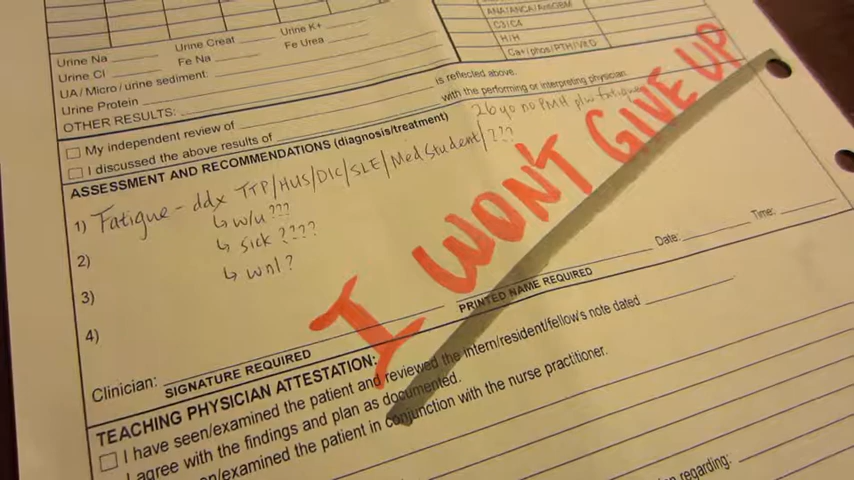 ANA/ANCA/AntiGBM
C3/C4
H/H
Ca+/phos/PTH/VitD
Urine Na Urine Creat Urine K+
Urine Cl Fe Na Fe Urea
UA/Micro/urine sediment:
Urine Protein
OTHER RESULTS:
My independent review of is reflected above.
I discussed the above results of with the performing or interpreting physician.
ASSESSMENT AND RECOMMENDATIONS (diagnosis/treatment)
26yo no PMH p/w fatigue
1) Fatigue - ddx TTP/HUS/DIC/SLE/Med Student/???
↳ w/u ???
2) ↳ sick ????
3) ↳ wnl?
4)
I WON'T GIVE UP
Clinician: Date: Time:
SIGNATURE REQUIRED PRINTED NAME REQUIRED
TEACHING PHYSICIAN ATTESTATION:
I have seen/examined the patient and reviewed the intern/resident/fellow's note dated
I agree with the findings and plan as documented.
/examined the patient in conjunction with the nurse practitioner.
regarding: